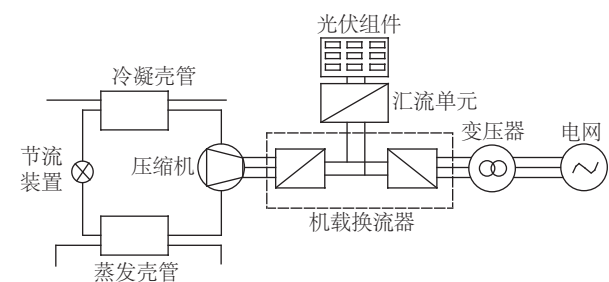 光伏组件
冷凝壳管
汇流单元
变压器
电网
节流
装置
压缩机
机载换流器
蒸发壳管